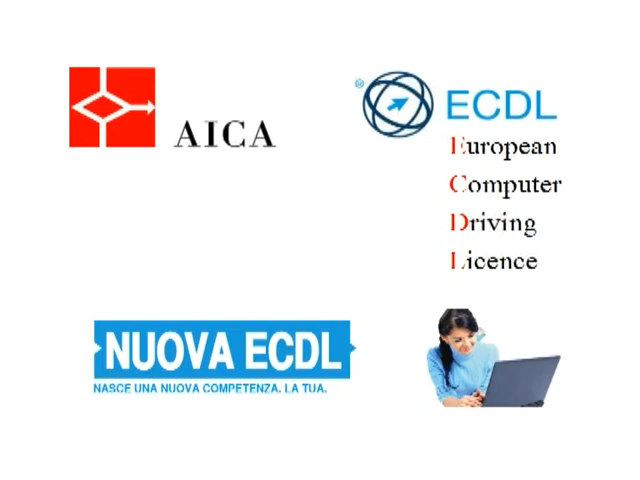 AICA
® ECDL
European
Computer
Driving
Licence
NUOVA ECDL
NASCE UNA NUOVA COMPETENZA. LA TUA.